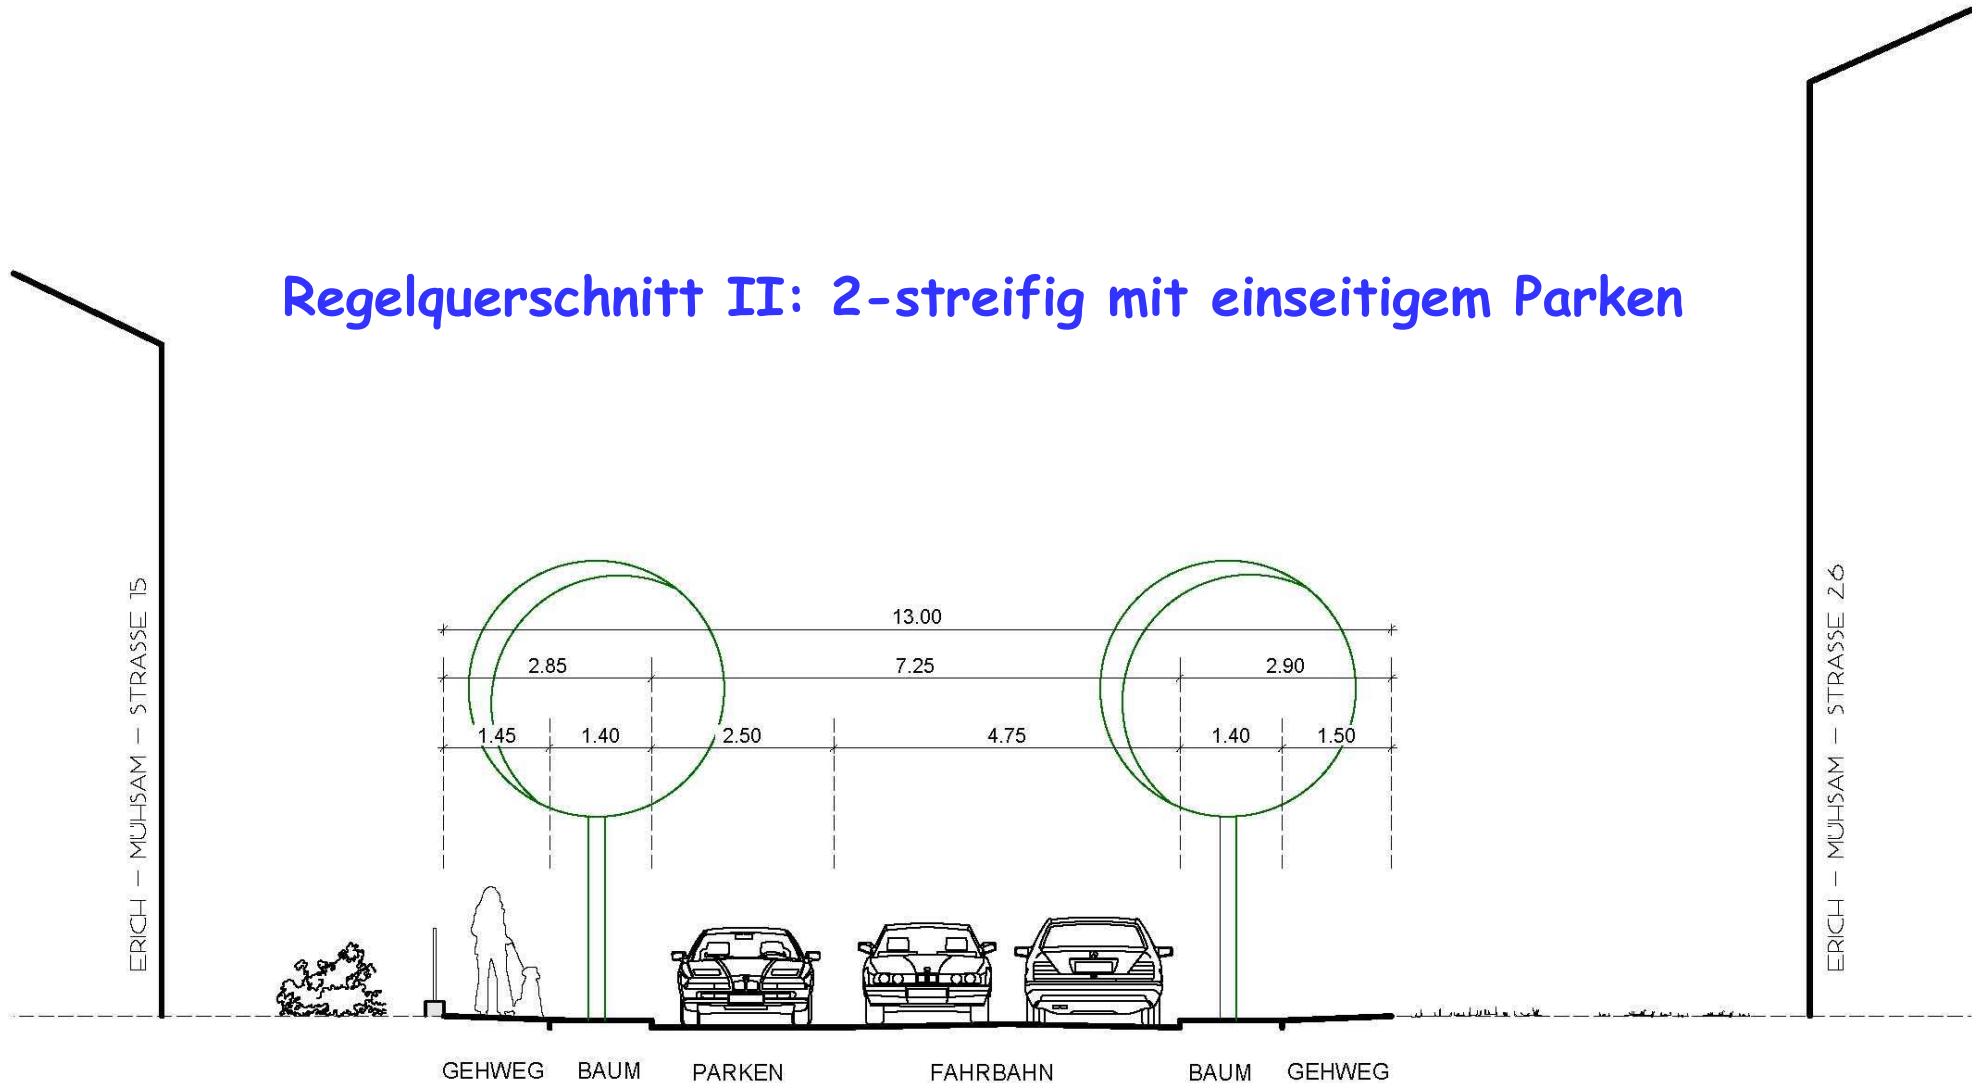 Regelquerschnitt II: 2-streifig mit einseitigem Parken
ERICH – MÜHSAM – STRASSE 15
ERICH – MÜHSAM – STRASSE 26
13.00
2.85 7.25 2.90
1.45 1.40 2.50 4.75 1.40 1.50
GEHWEG BAUM PARKEN FAHRBAHN BAUM GEHWEG